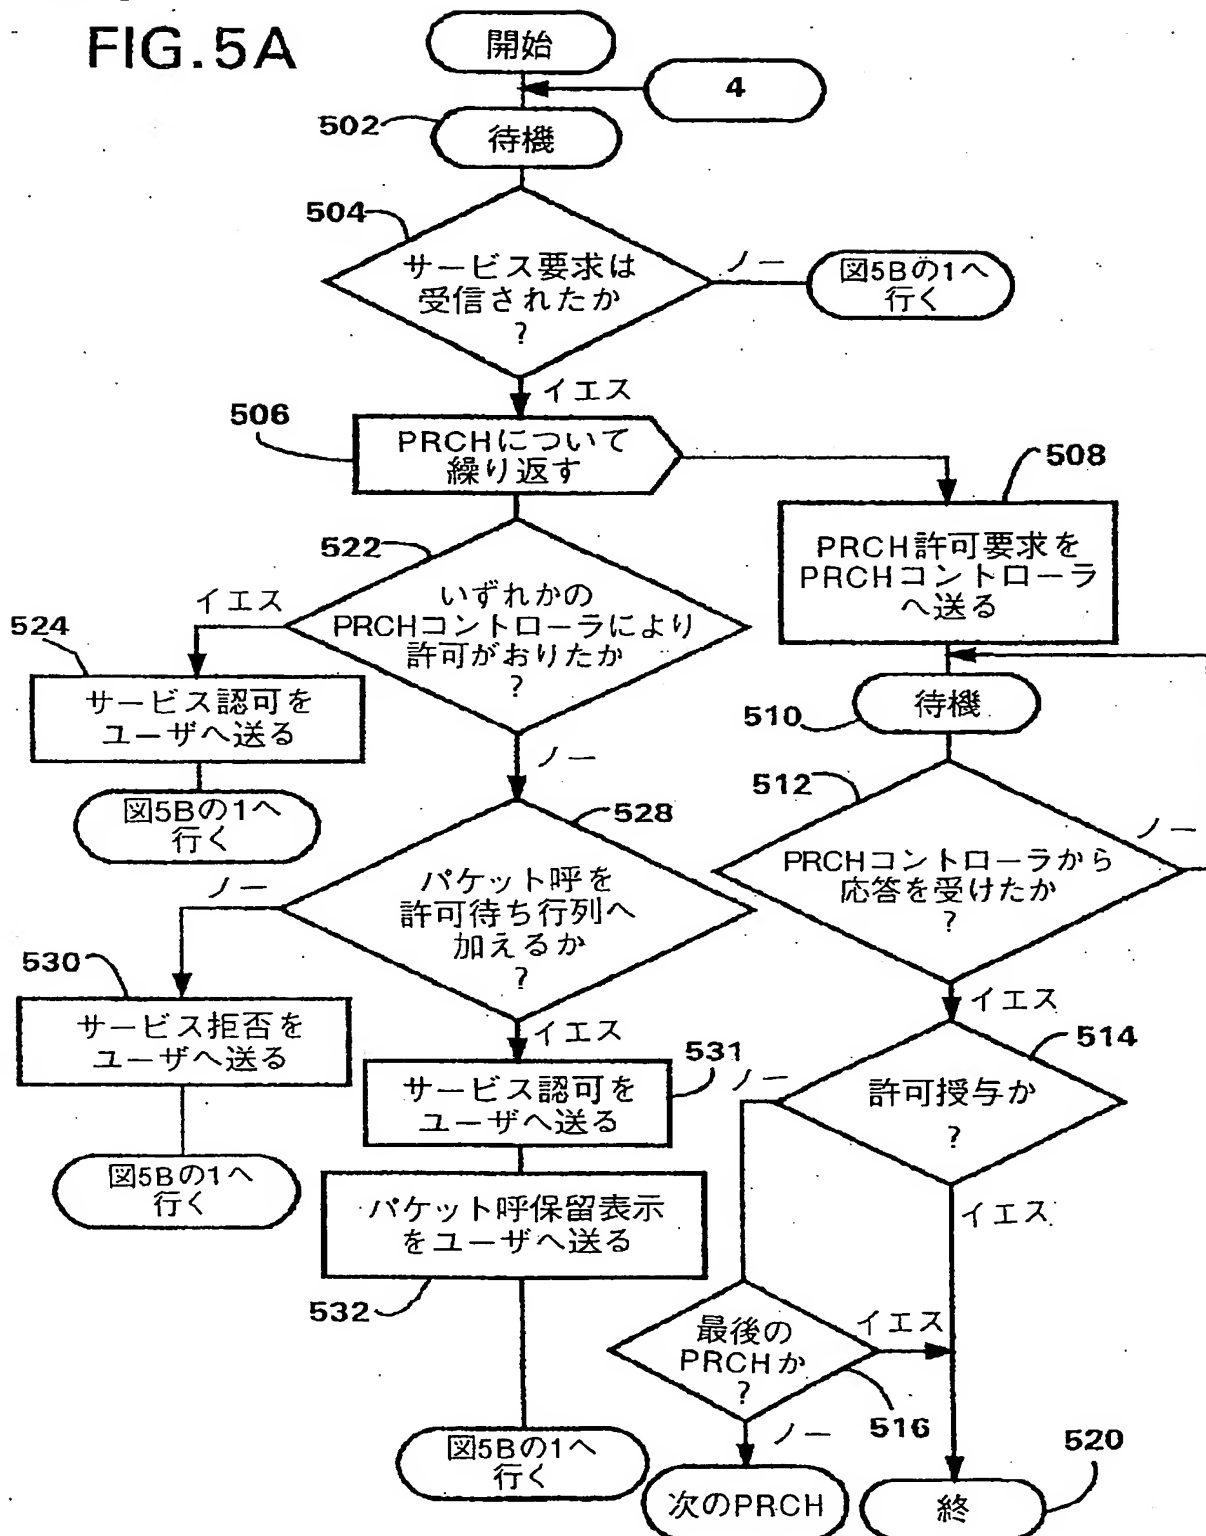 FIG.5A
開始
4
502
待機
504
サービス要求は
受信されたか
?
ノー
図5Bの1へ
行く
イエス
506
PRCHについて
繰り返す
508
PRCH許可要求を
PRCHコントローラ
へ送る
522
いずれかの
PRCHコントローラにより
許可がおりたか
?
イエス
524
サービス認可を
ユーザへ送る
図5Bの1へ
行く
ノー
510
待機
512
PRCHコントローラから
応答を受けたか
?
ノー
528
パケット呼を
許可待ち行列へ
加えるか
?
ノー
530
サービス拒否を
ユーザへ送る
図5Bの1へ
行く
イエス
531
サービス認可を
ユーザへ送る
パケット呼保留表示
をユーザへ送る
532
図5Bの1へ
行く
イエス
514
許可授与か
?
ノー
イエス
最後の
PRCHか
?
イエス
516
ノー
次のPRCH
520
終